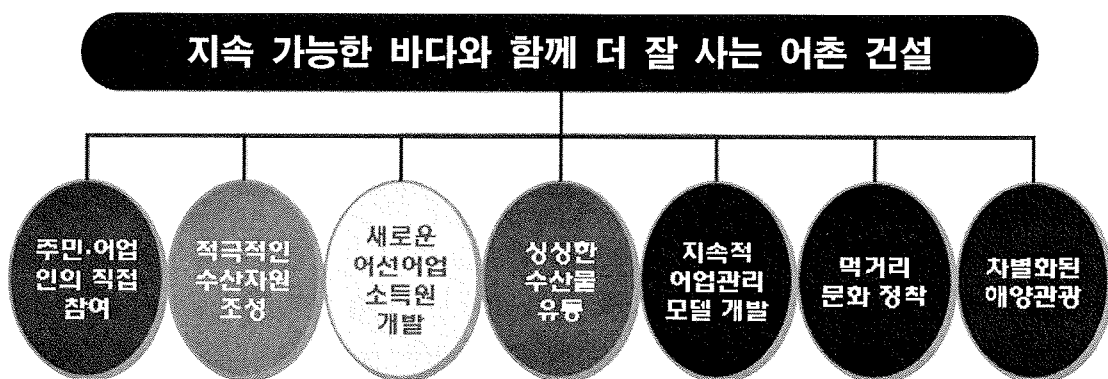 지속 가능한 바다와 함께 더 잘 사는 어촌 건설
주민·어업
인의 직접
참여
적극적인
수산자원
조성
새로운
어선어업
소득원
개발
싱싱한
수산물
유통
지속적
어업관리
모델 개발
먹거리
문화 정착
차별화된
해양관광